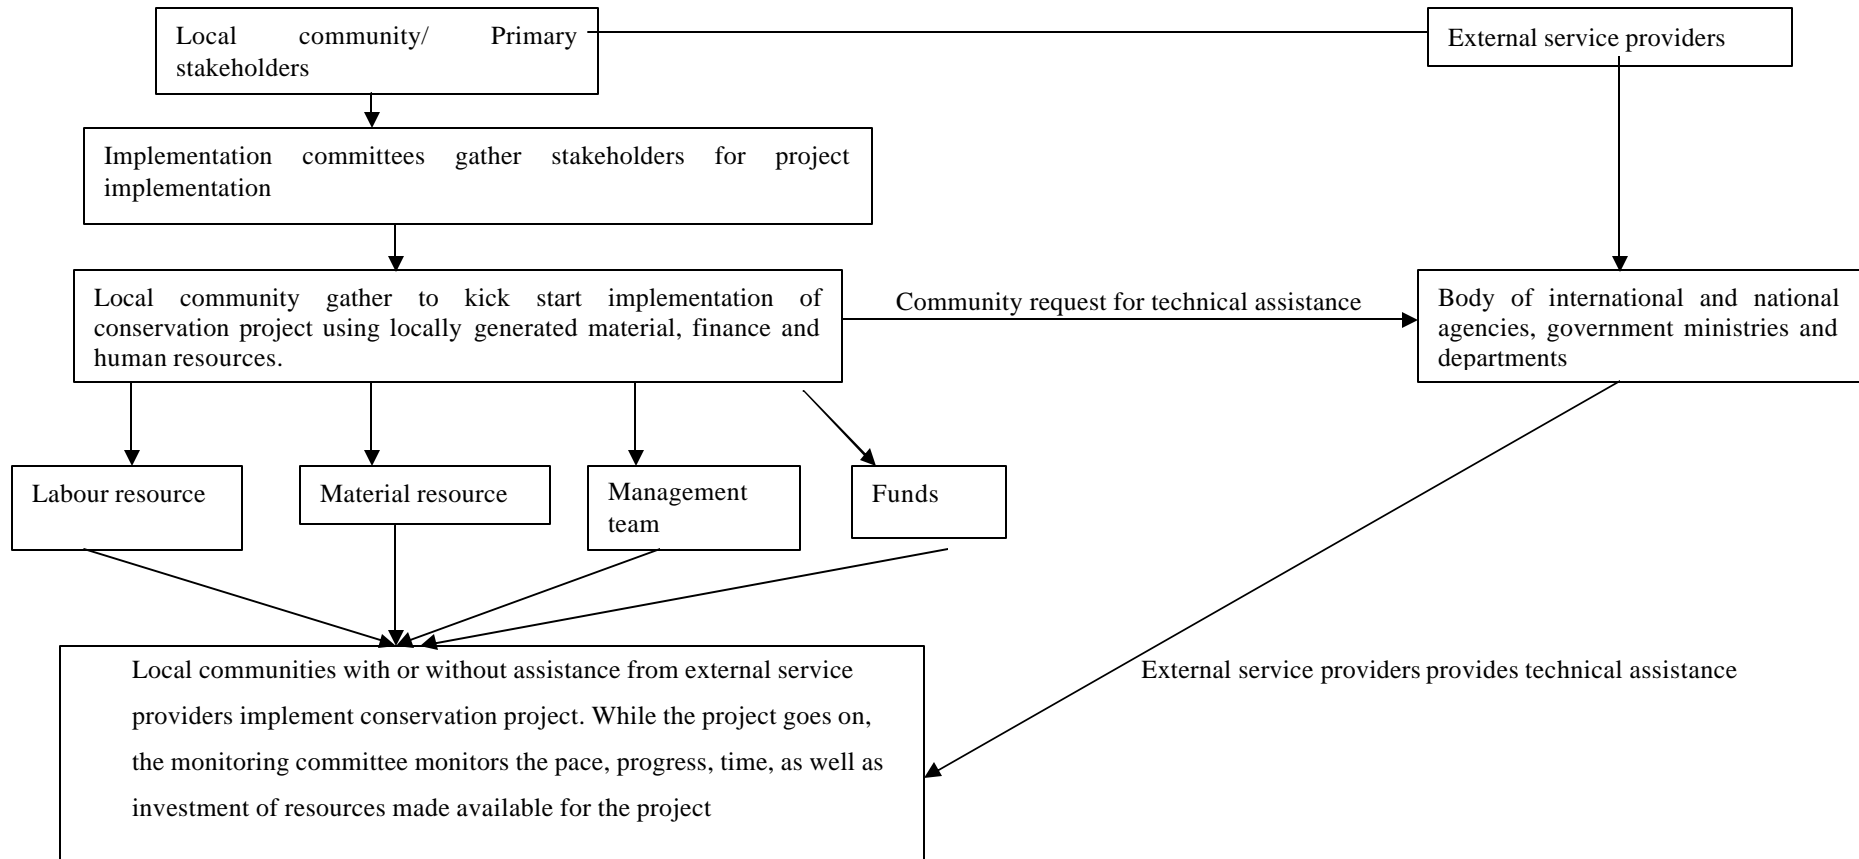 Local community/ Primary
stakeholders
External service providers
Implementation committees gather stakeholders for project
implementation
Local community gather to kick start implementation of
conservation project using locally generated material, finance and
human resources.
Community request for technical assistance
Body of international and national
agencies, government ministries and
departments
Labour resource
Material resource
Management
team
Funds
Local communities with or without assistance from external service
providers implement conservation project. While the project goes on,
the monitoring committee monitors the pace, progress, time, as well as
investment of resources made available for the project
External service providers provides technical assistance